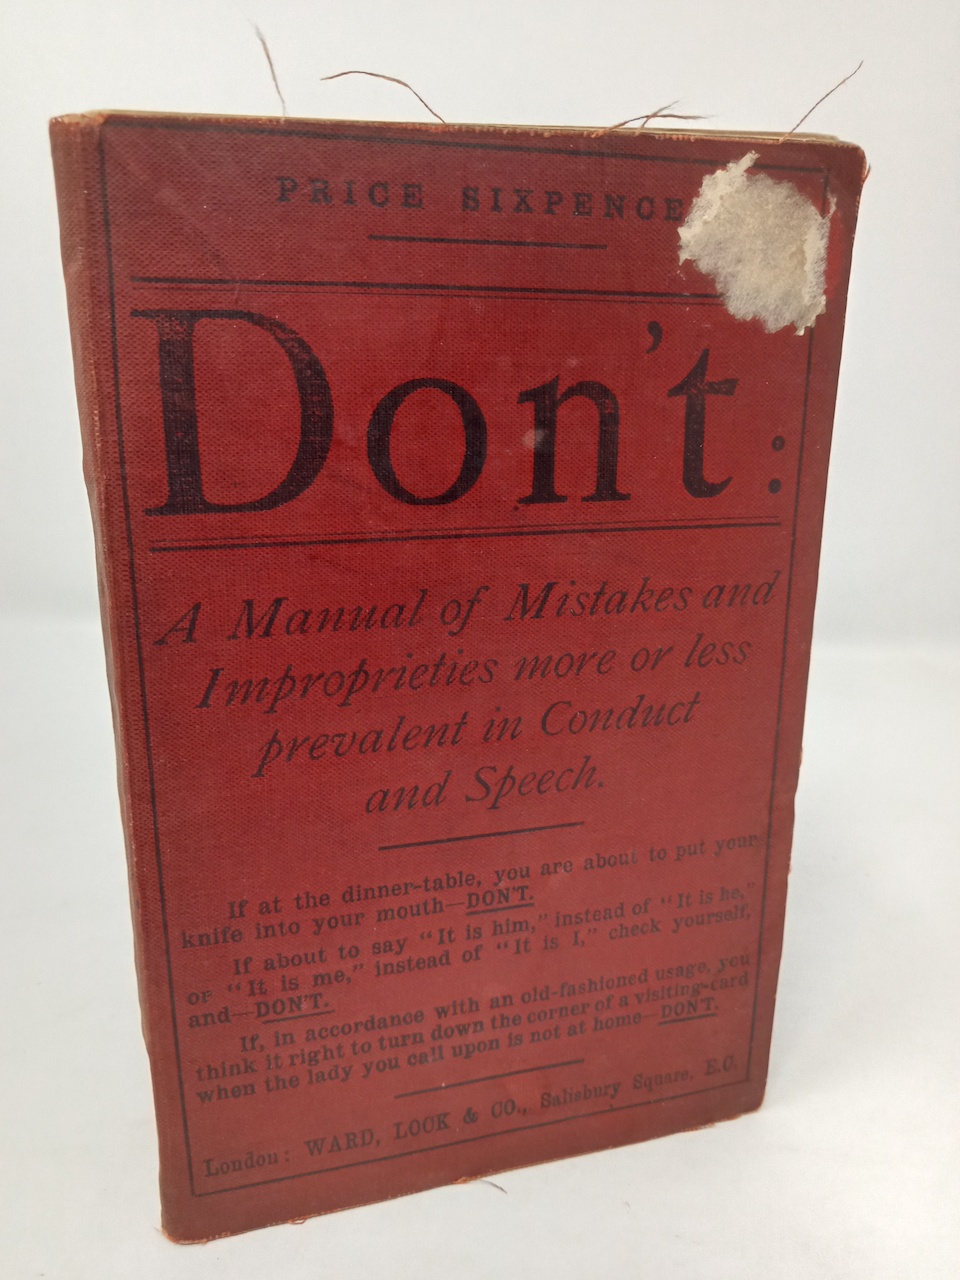 PRICE SIXPENCE
Don't:
A Manual of Mistakes and
Improprieties more or less
prevalent in Conduct
and Speech.
If at the dinner-table, you are about to put your
knife into your mouth—DON'T.
If about to say "It is him," instead of "It is he,"
or "It is me," instead of "It is I," check yourself,
and—DON'T.
If, in accordance with an old-fashioned usage, you
think it right to turn down the corner of a visiting-card
when the lady you call upon is not at home—DON'T.
London: WARD, LOCK & CO., Salisbury Square, E.C.